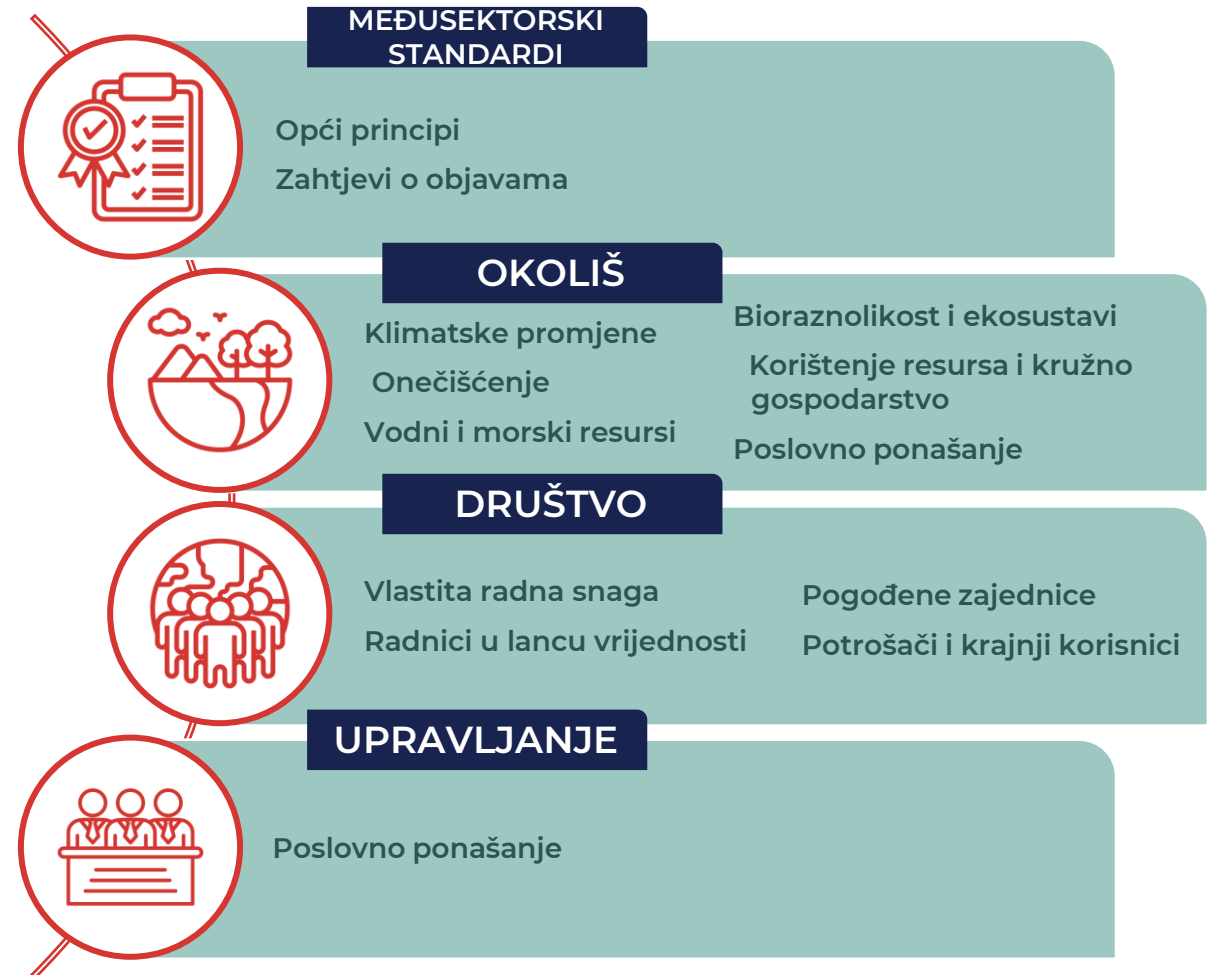 MEĐUSEKTORSKI
STANDARDI
Opći principi
Zahtjevi o objavama
OKOLIŠ
Klimatske promjene
Onečišćenje
Vodni i morski resursi
Bioraznolikost i ekosustavi
Korištenje resursa i kružno
gospodarstvo
Poslovno ponašanje
DRUŠTVO
Vlastita radna snaga
Radnici u lancu vrijednosti
Pogođene zajednice
Potrošači i krajnji korisnici
UPRAVLJANJE
Poslovno ponašanje